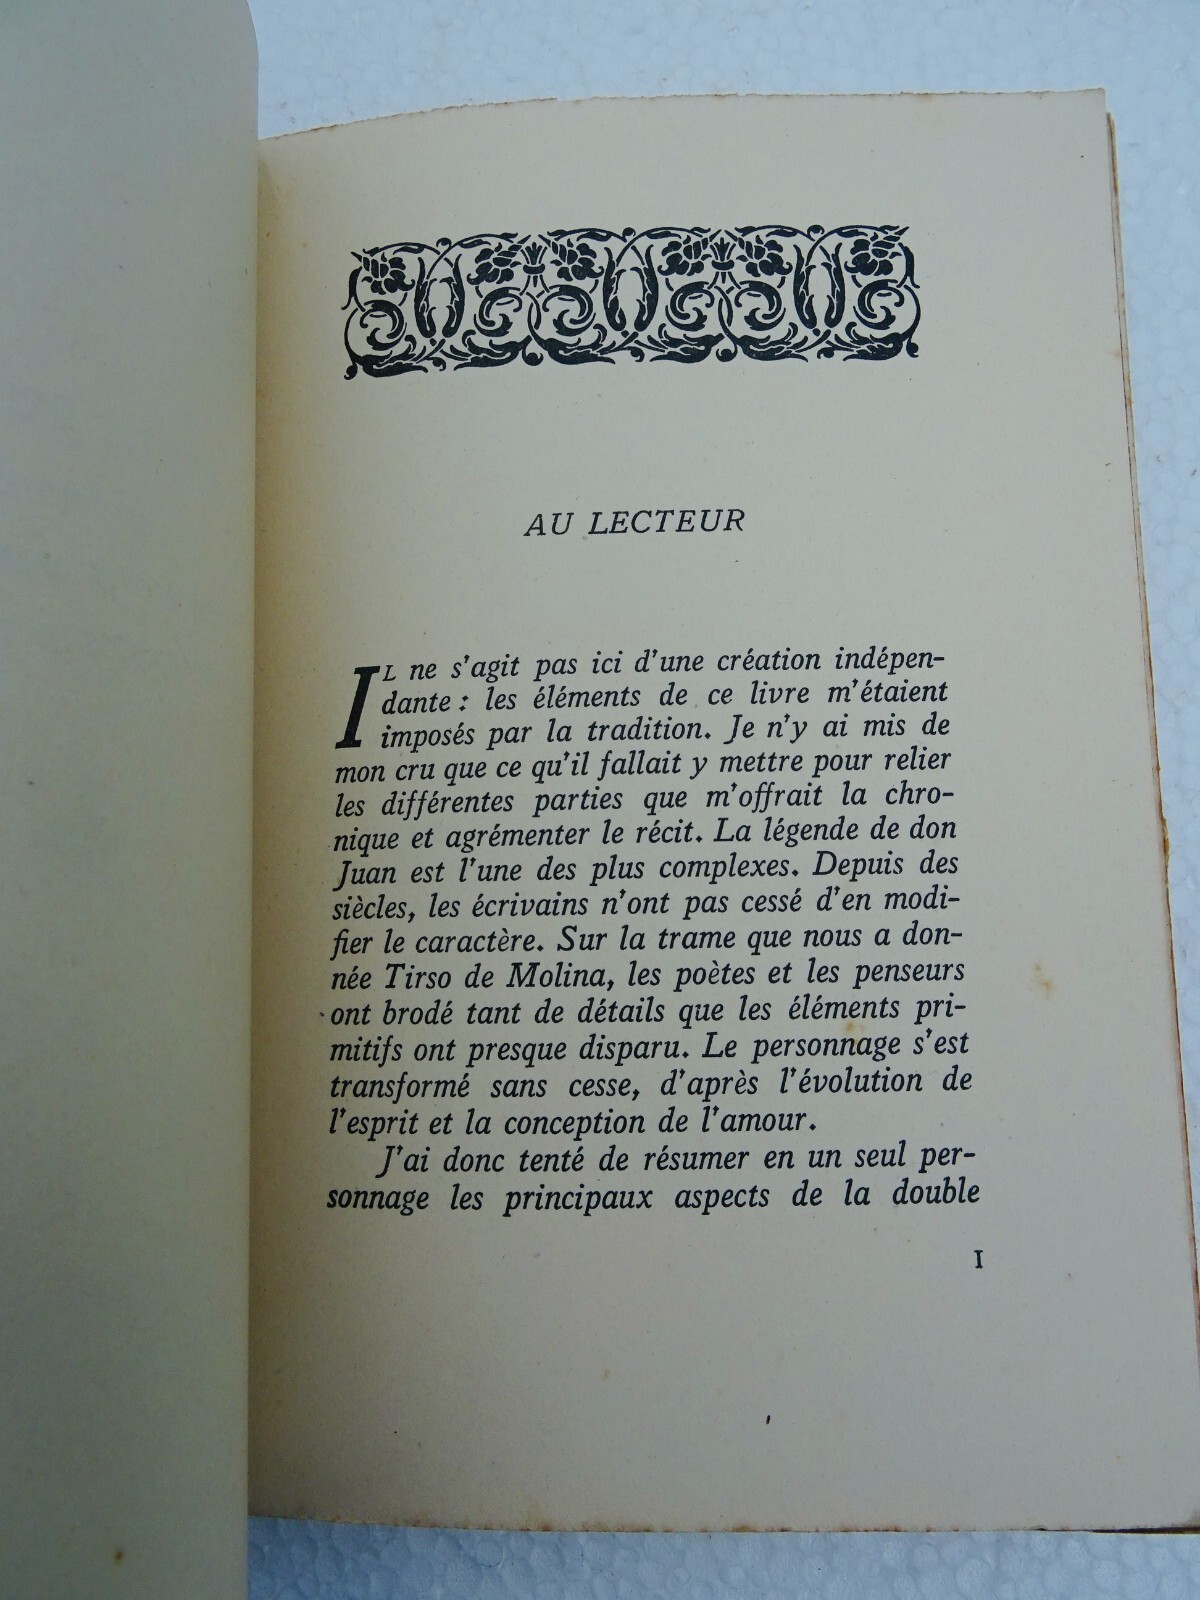 AU LECTEUR
IL ne s'agit pas ici d'une création indépen-
dante : les éléments de ce livre m'étaient
imposés par la tradition. Je n'y ai mis de
mon cru que ce qu'il fallait y mettre pour relier
les différentes parties que m'offrait la chro-
nique et agrémenter le récit. La légende de don
Juan est l'une des plus complexes. Depuis des
siècles, les écrivains n'ont pas cessé d'en modi-
fier le caractère. Sur la trame que nous a don-
née Tirso de Molina, les poètes et les penseurs
ont brodé tant de détails que les éléments pri-
mitifs ont presque disparu. Le personnage s'est
transformé sans cesse, d'après l'évolution de
l'esprit et la conception de l'amour.
J'ai donc tenté de résumer en un seul per-
sonnage les principaux aspects de la double
I